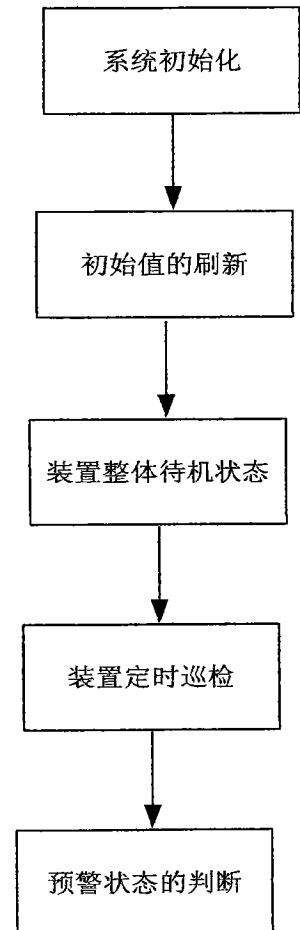 系统初始化
初始值的刷新
装置整体待机状态
装置定时巡检
预警状态的判断